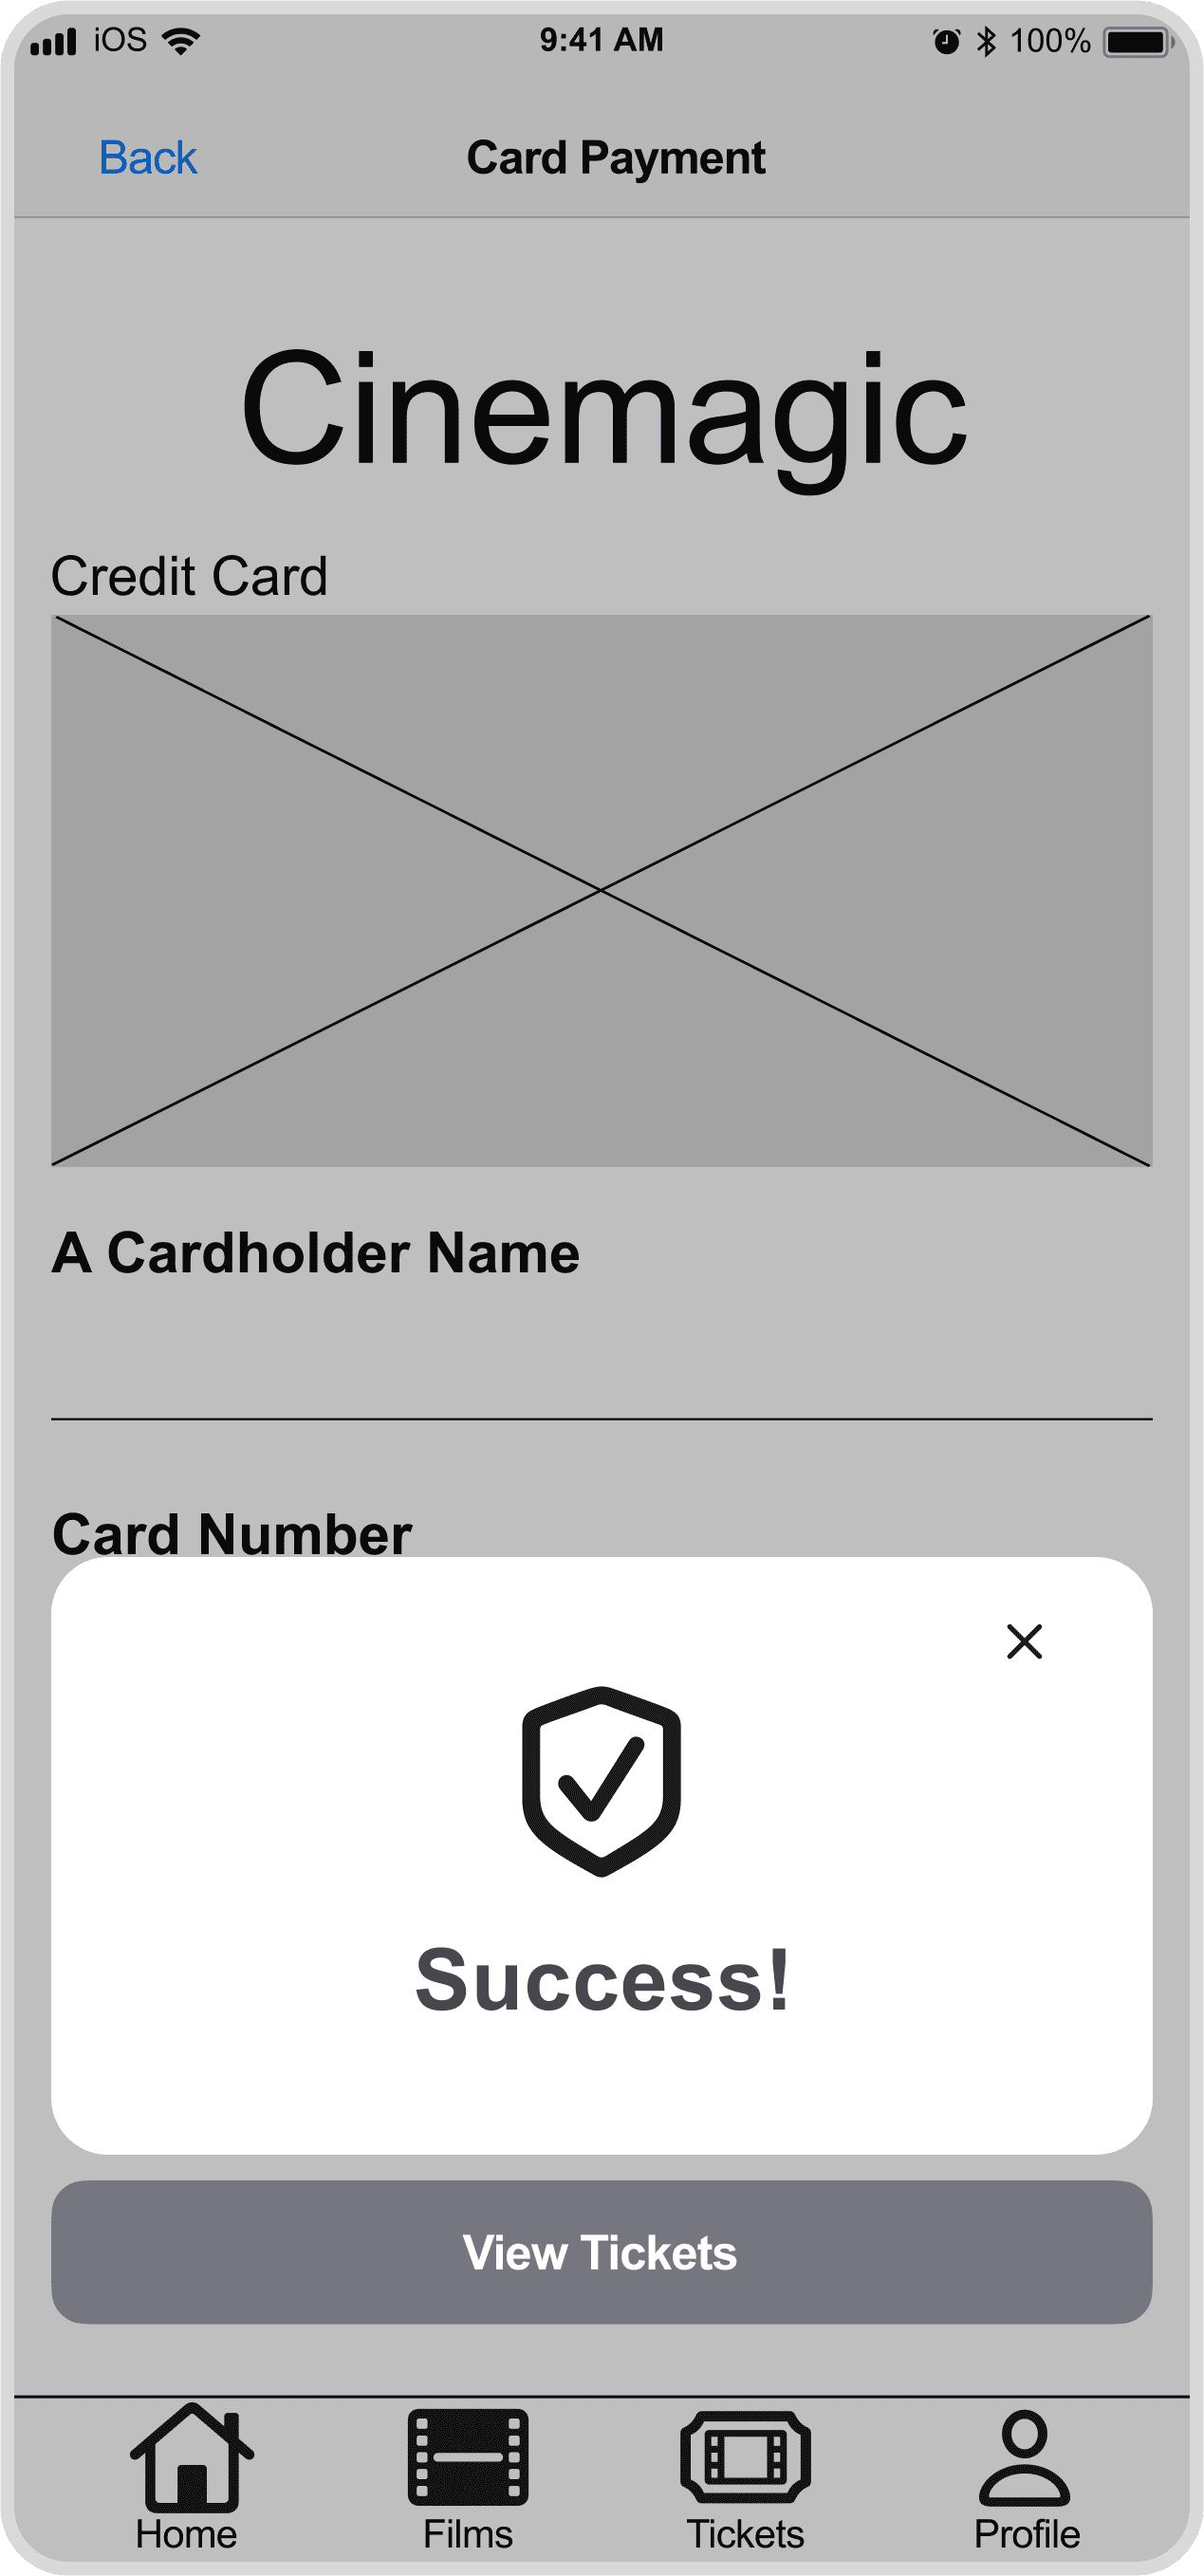 iOS 9:41 AM 100%
Back Card Payment
Cinemagic
Credit Card
A Cardholder Name
Card Number
Success!
View Tickets
Home Films Tickets Profile